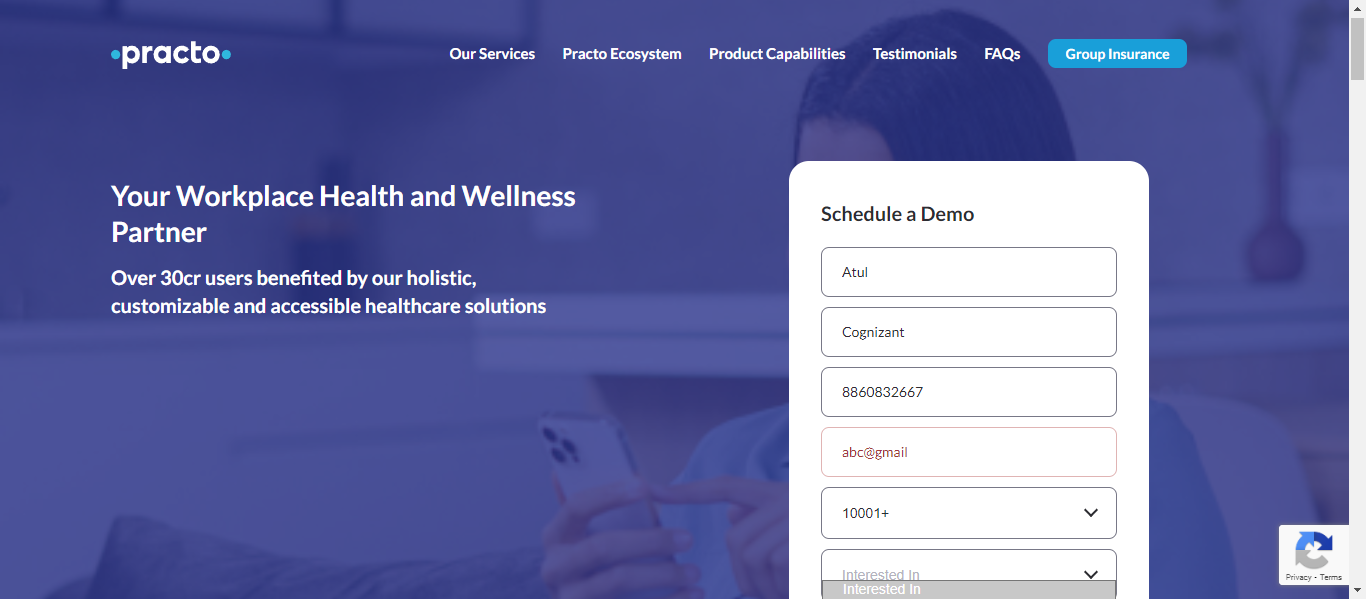 practo
Our Services
Practo Ecosystem
Product Capabilities
Testimonials
FAQs
Group Insurance
Your Workplace Health and Wellness
Partner
Over 30cr users benefited by our holistic,
customizable and accessible healthcare solutions
Schedule a Demo
Atul
Cognizant
8860832667
abc@gmail
10001+
Interested In
Interested In
Privacy - Terms